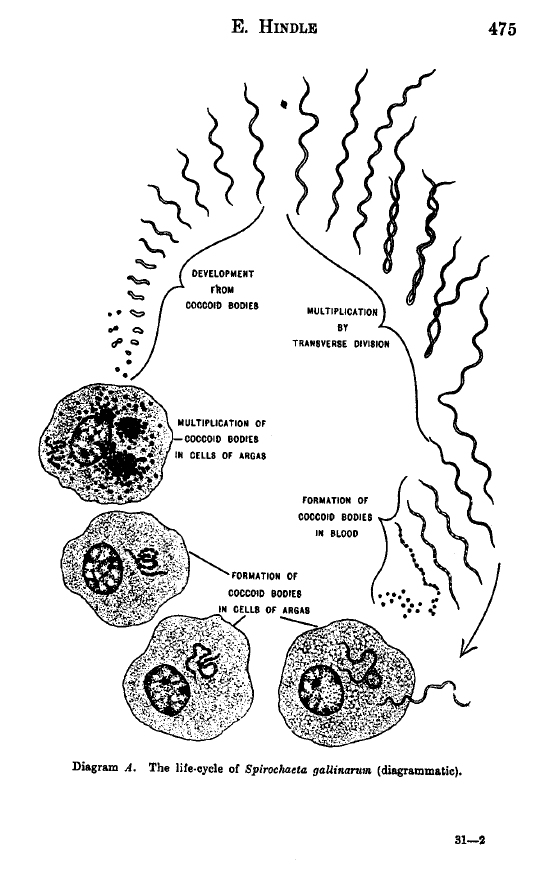 E. HINDLE 475
DEVELOPMENT
FROM
COCCOID BODIES
MULTIPLICATION
BY
TRANSVERSE DIVISION
MULTIPLICATION OF
COCCOID BODIES
IN CELLS OF ARGAS
FORMATION OF
COCCOID BODIES
IN BLOOD
FORMATION OF
COCCOID BODIES
IN CELLS OF ARGAS
Diagram A. The life-cycle of Spirochaeta gallinarum (diagrammatic).
31—2